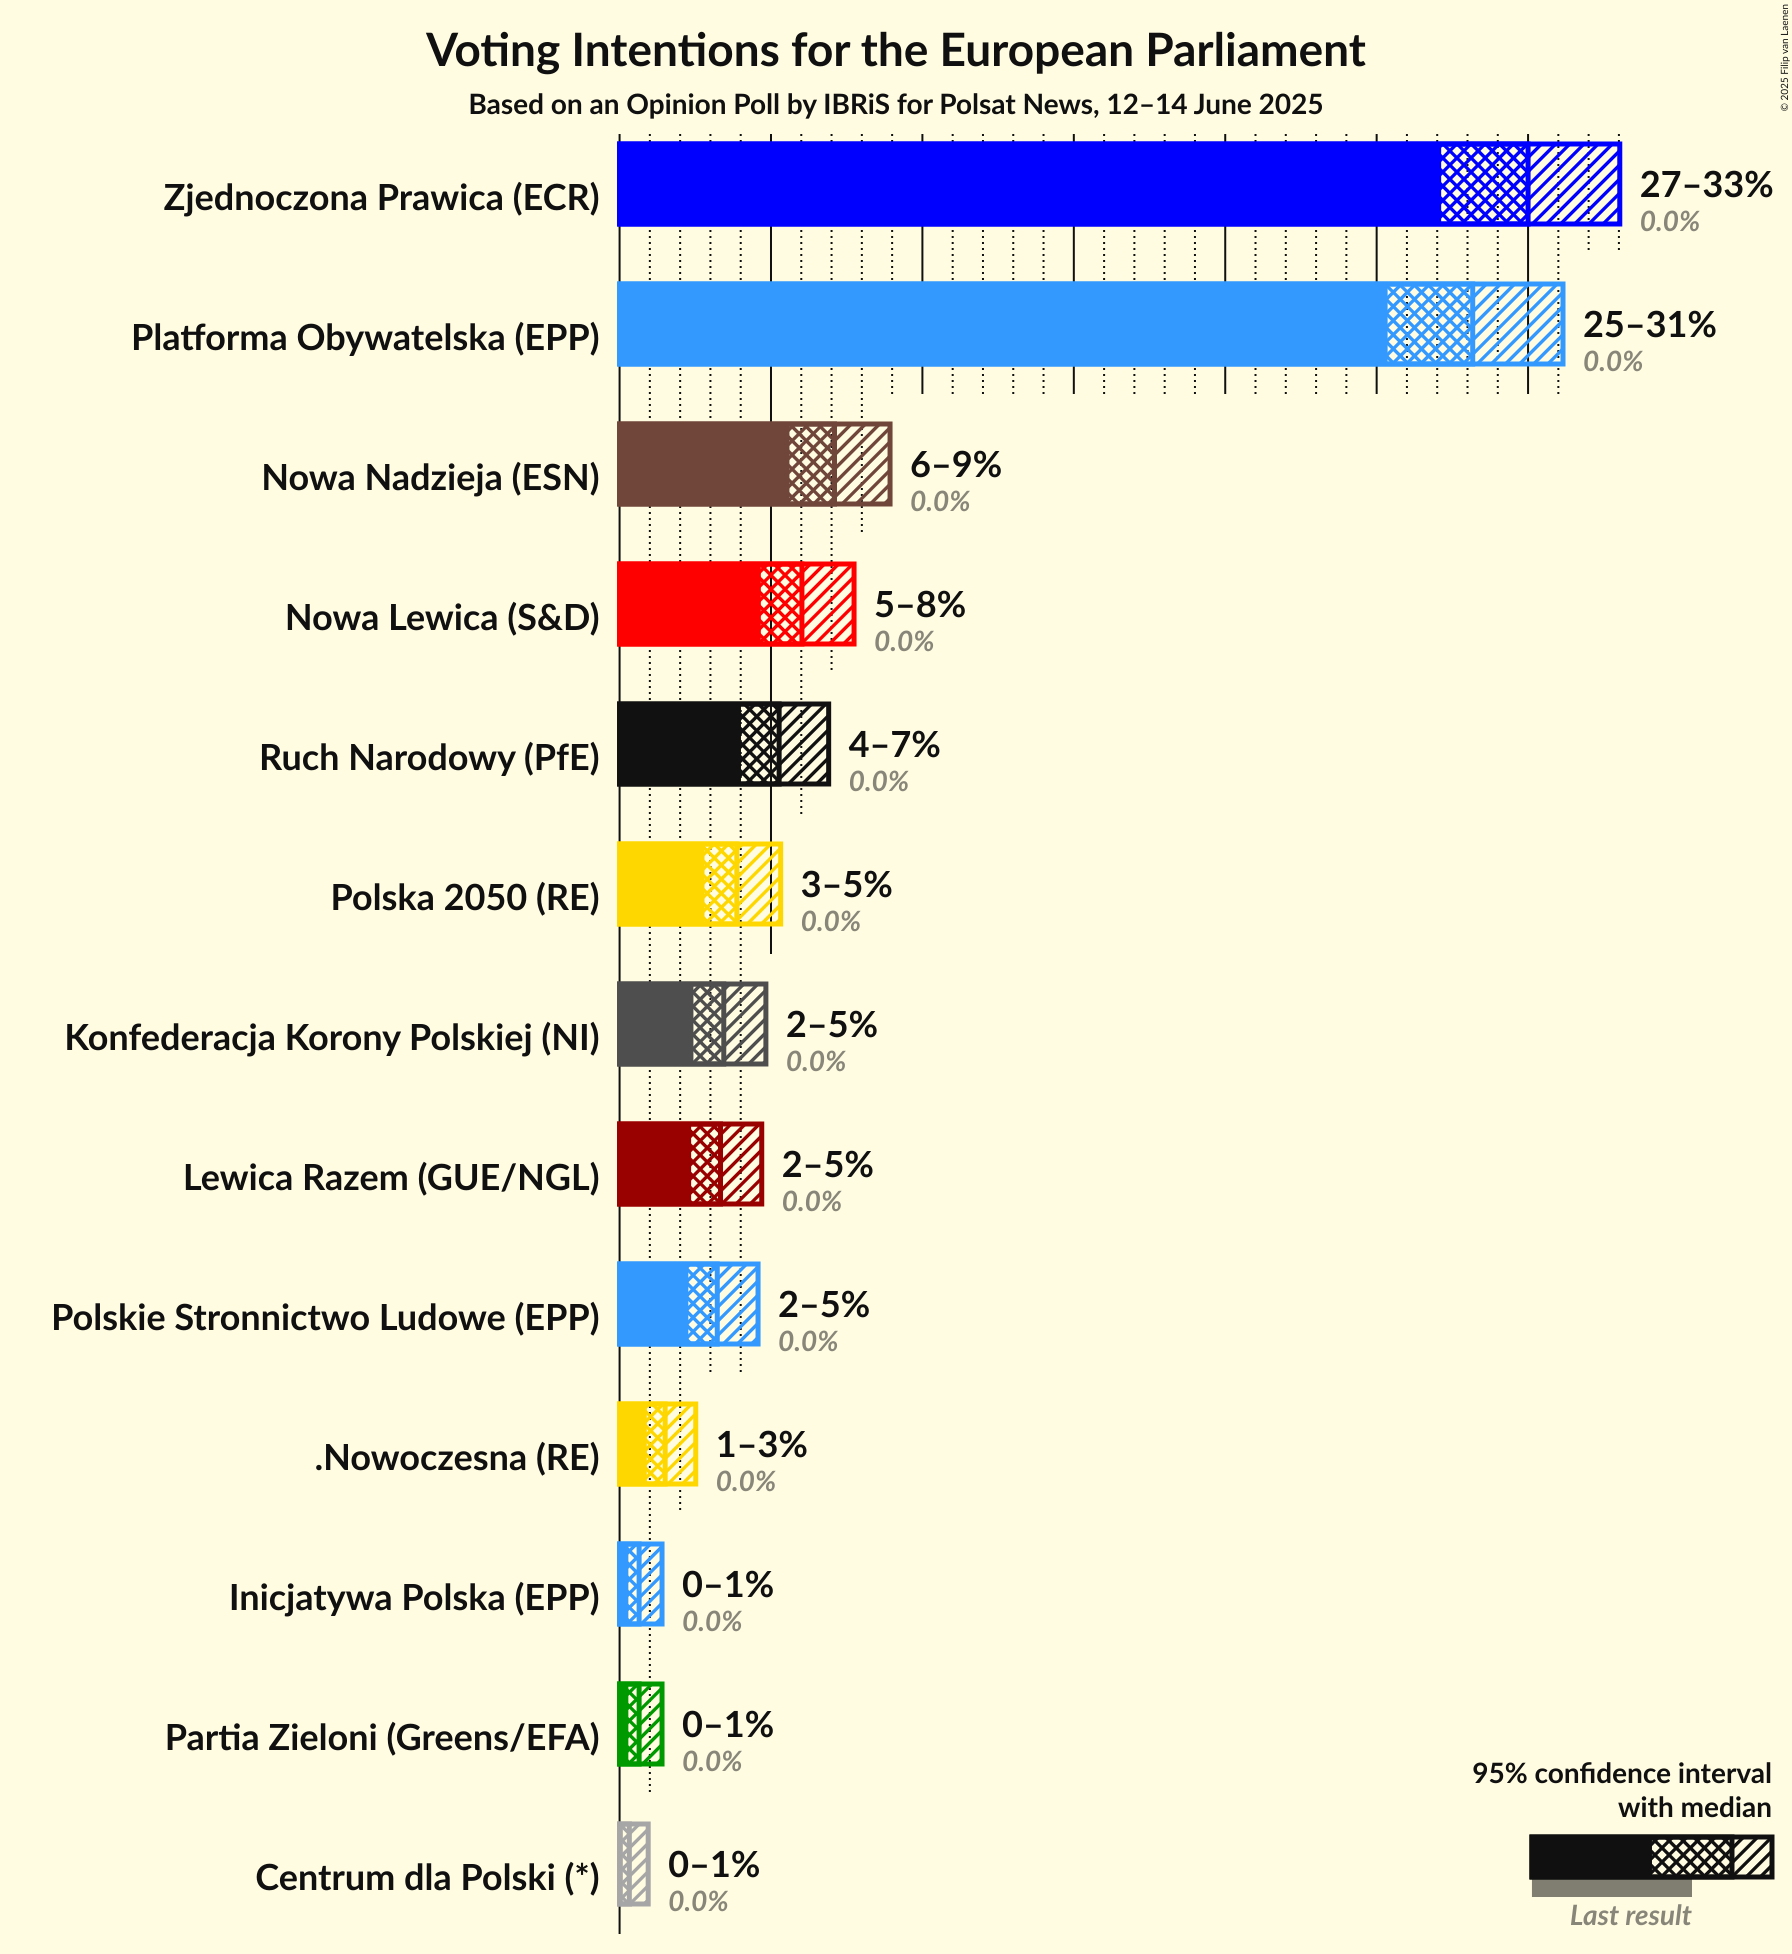 © 2025 Filip van Laenen
Voting Intentions for the European Parliament
Based on an Opinion Poll by IBRiS for Polsat News, 12–14 June 2025
Zjednoczona Prawica (ECR)
27–33%
0.0%
Platforma Obywatelska (EPP)
25–31%
0.0%
Nowa Nadzieja (ESN)
6–9%
0.0%
Nowa Lewica (S&D)
5–8%
0.0%
Ruch Narodowy (PfE)
4–7%
0.0%
Polska 2050 (RE)
3–5%
0.0%
Konfederacja Korony Polskiej (NI)
2–5%
0.0%
Lewica Razem (GUE/NGL)
2–5%
0.0%
Polskie Stronnictwo Ludowe (EPP)
2–5%
0.0%
.Nowoczesna (RE)
1–3%
0.0%
Inicjatywa Polska (EPP)
0–1%
0.0%
Partia Zieloni (Greens/EFA)
0–1%
0.0%
Centrum dla Polski (*)
0–1%
0.0%
95% confidence interval
with median
Last result